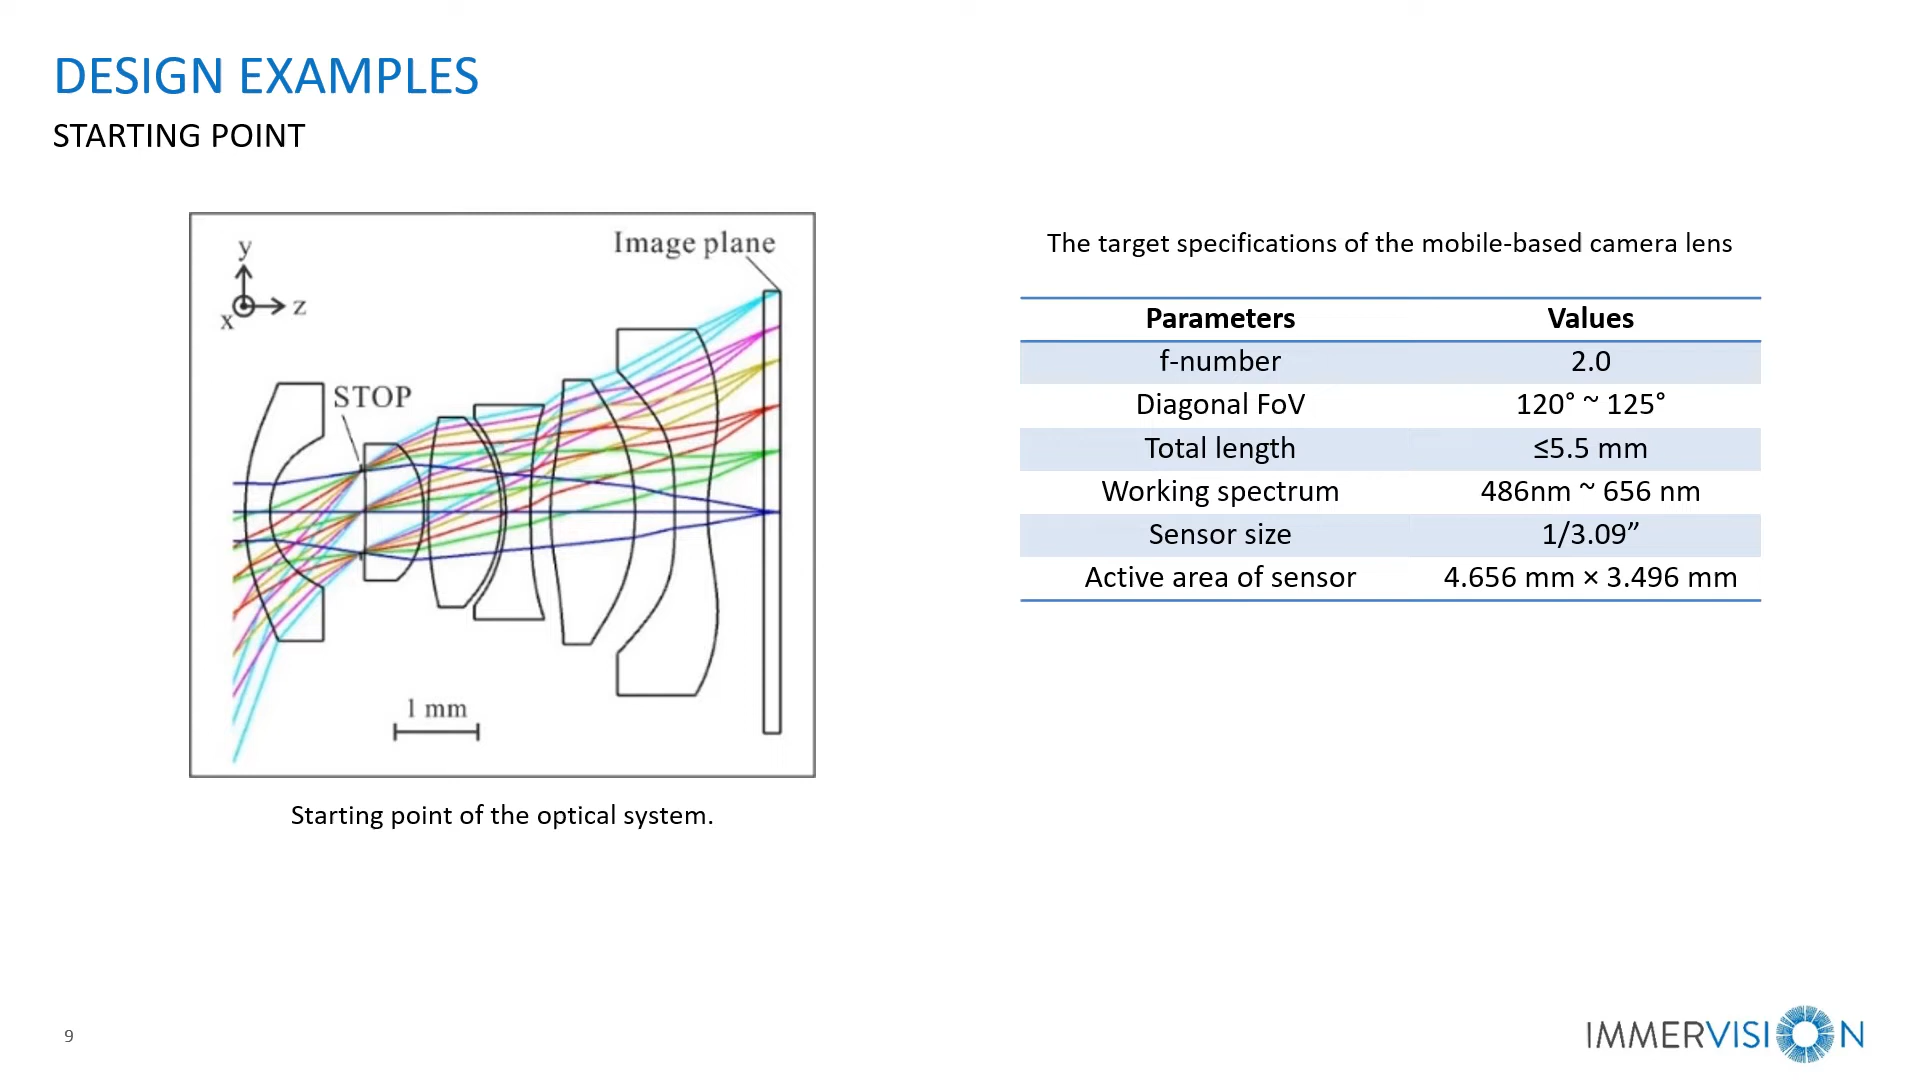 DESIGN EXAMPLES
STARTING POINT
y
x
z
STOP
Image plane
1 mm
Starting point of the optical system.
The target specifications of the mobile-based camera lens
Parameters Values
f-number 2.0
Diagonal FoV 120° ~ 125°
Total length ≤5.5 mm
Working spectrum 486nm ~ 656 nm
Sensor size 1/3.09”
Active area of sensor 4.656 mm × 3.496 mm
9
IMMERVISION